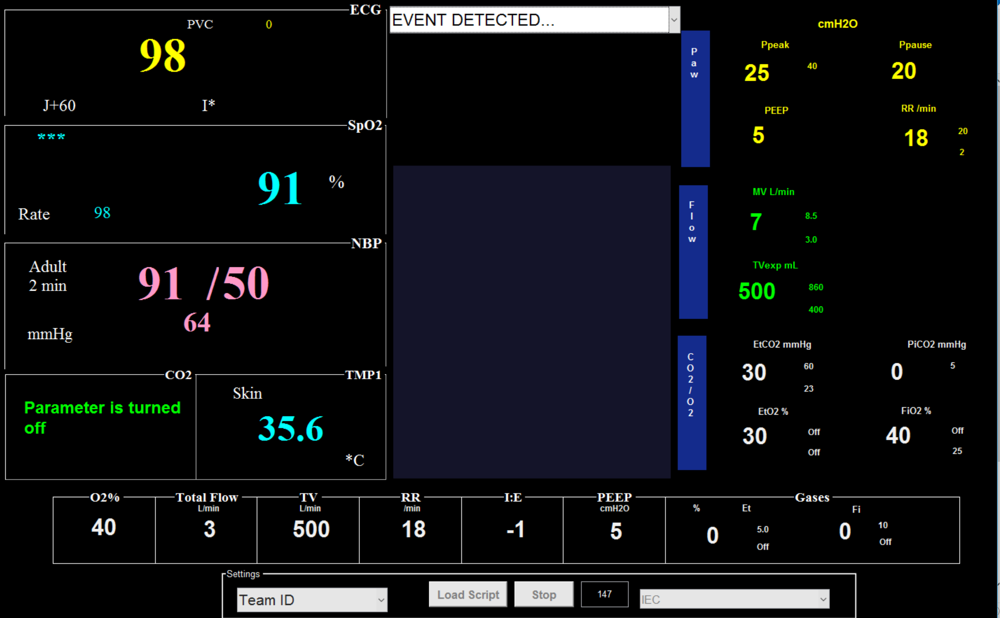 ECG
PVC 0
98
J+60 I*
SpO2
***
91 %
Rate 98
NBP
Adult
2 min
91 /50
64
mmHg
CO2
Parameter is turned
off
TMP1
Skin
35.6
*C
EVENT DETECTED...
Paw
cmH2O
Ppeak Ppause
25 40 20
PEEP RR /min
5 18 20
2
Flow
MV L/min
7 8.5
3.0
TVexp mL
500 860
400
CO2/O2
EtCO2 mmHg PiCO2 mmHg
30 60 0 5
23
EtO2 % FiO2 %
30 Off 40 Off
Off 25
O2% Total Flow TV RR I:E PEEP Gases
L/min L/min /min cmH2O % Et Fi
40 3 500 18 -1 5 0 5.0 0 10
Off Off
Settings
Team ID Load Script Stop 147 IEC